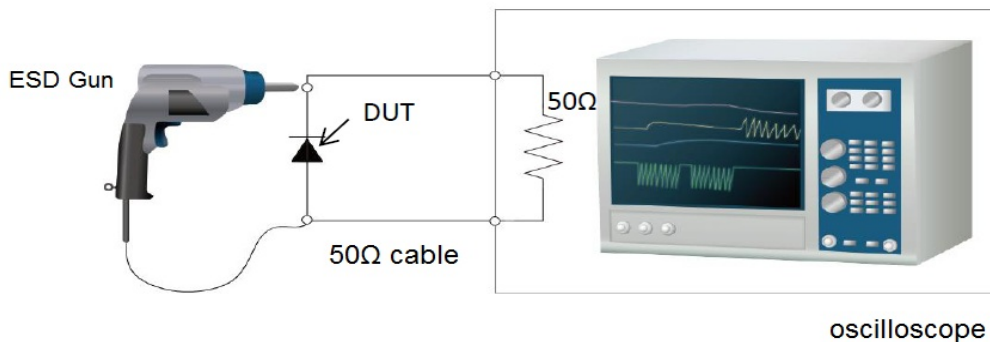 ESD Gun
DUT
50Ω
50Ω cable
oscilloscope